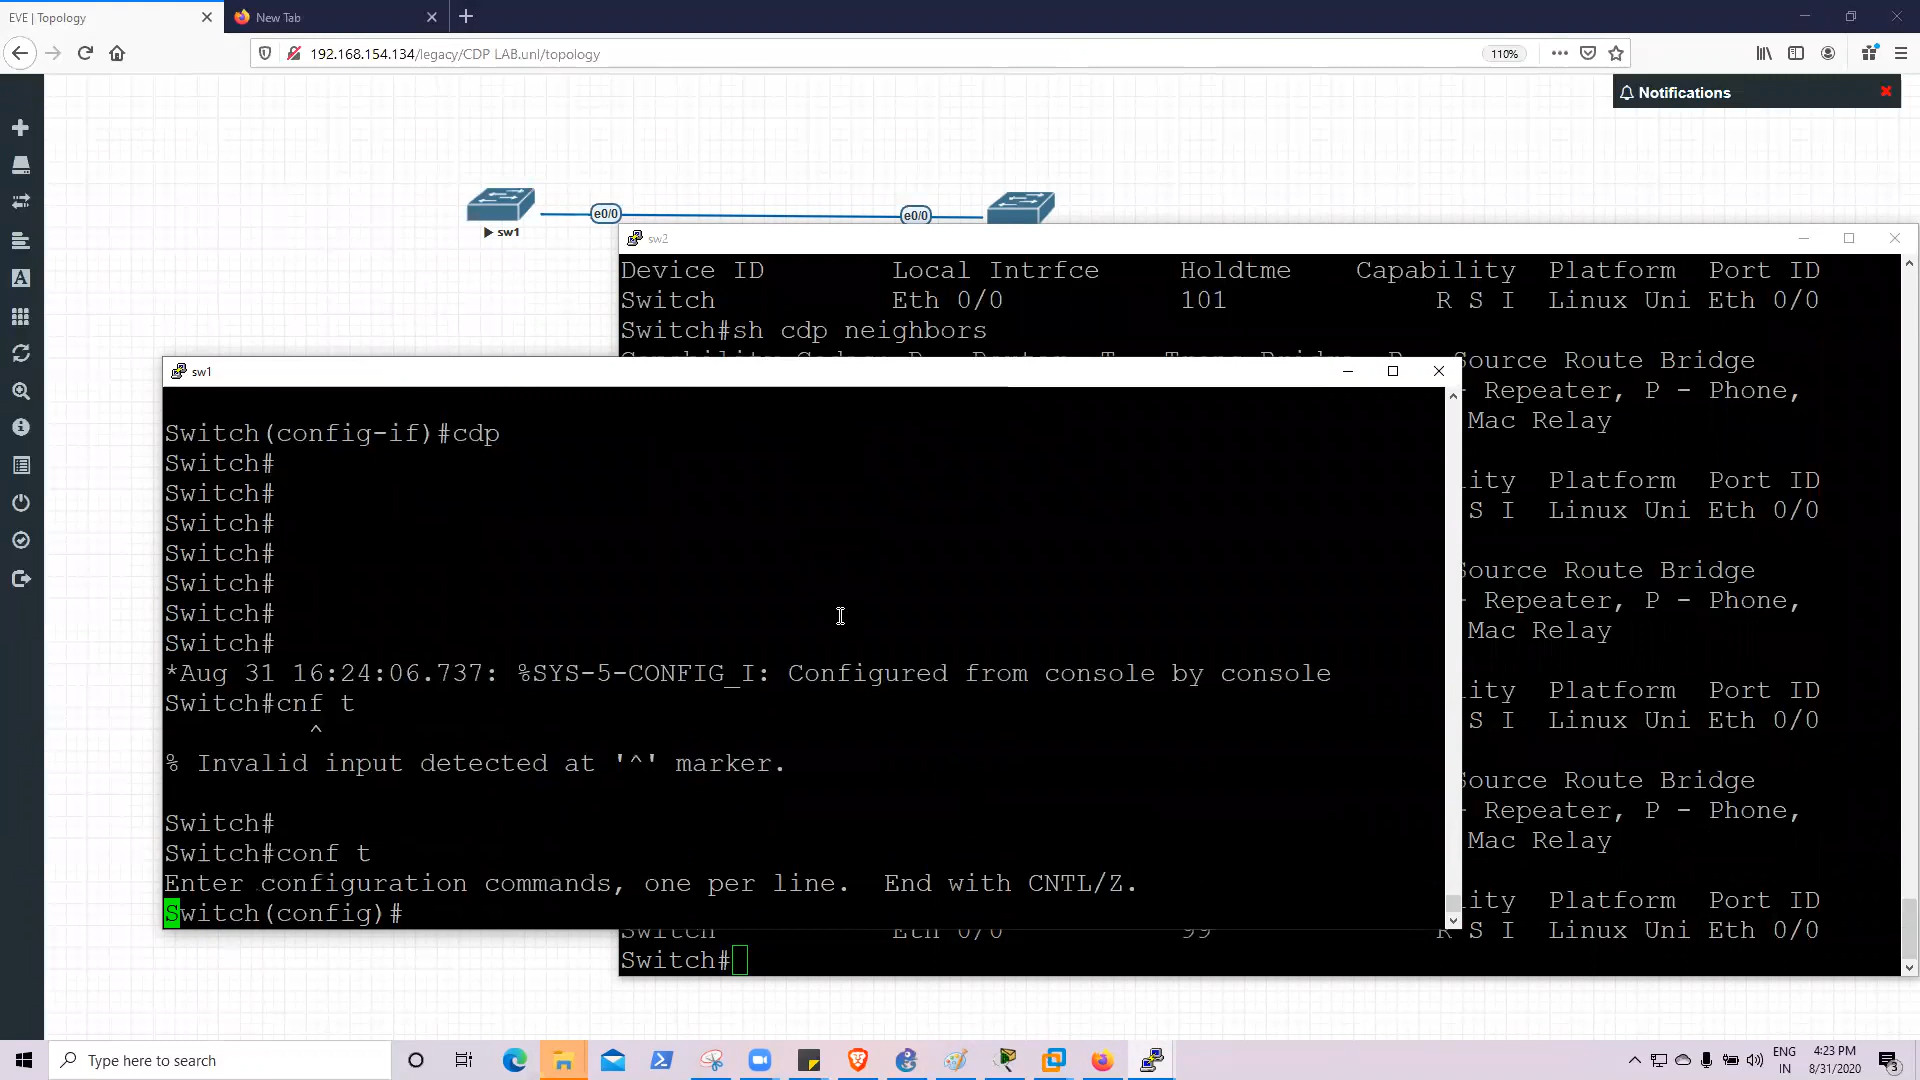 EVE | Topology
New Tab
192.168.154.134/legacy/CDP LAB.unl/topology
110%
Notifications
e0/0
e0/0
sw1
sw2
Device ID Local Intrfce Holdtme Capability Platform Port ID
Switch Eth 0/0 101 R S I Linux Uni Eth 0/0
Switch#sh cdp neighbors
Source Route Bridge
- Repeater, P - Phone,
Mac Relay
ity Platform Port ID
S I Linux Uni Eth 0/0
Source Route Bridge
- Repeater, P - Phone,
Mac Relay
ity Platform Port ID
S I Linux Uni Eth 0/0
Source Route Bridge
- Repeater, P - Phone,
Mac Relay
ity Platform Port ID
Switch Eth 0/0 99 R S I Linux Uni Eth 0/0
Switch#
sw1
Switch(config-if)#cdp
Switch#
Switch#
Switch#
Switch#
Switch#
Switch#
Switch#
*Aug 31 16:24:06.737: %SYS-5-CONFIG_I: Configured from console by console
Switch#cnf t
^
% Invalid input detected at '^' marker.
Switch#
Switch#conf t
Enter configuration commands, one per line. End with CNTL/Z.
Switch(config)#
Type here to search
ENG
IN
4:23 PM
8/31/2020
3